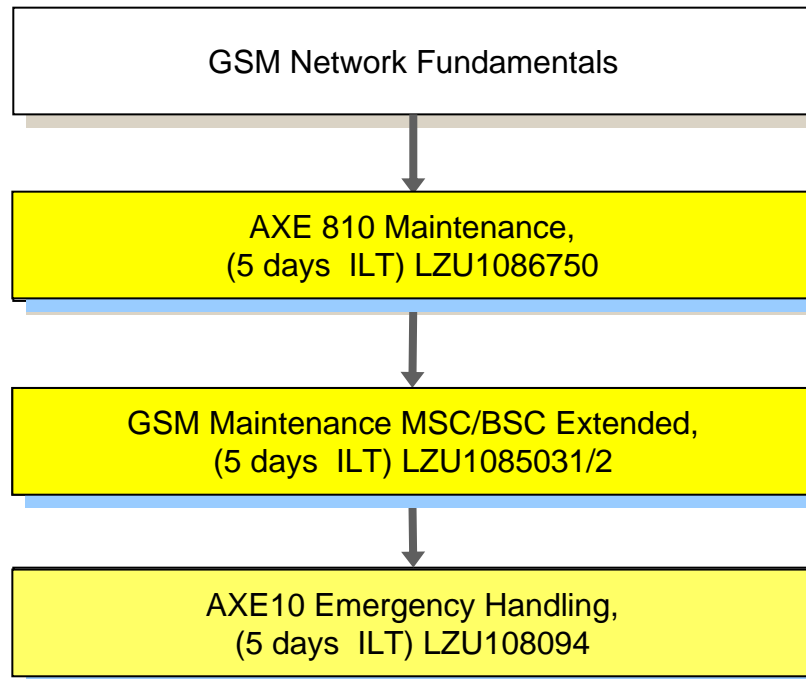 GSM Network Fundamentals
AXE 810 Maintenance,
(5 days  ILT) LZU1086750
GSM Maintenance MSC/BSC Extended,
(5 days  ILT) LZU1085031/2
AXE10 Emergency Handling,
(5 days  ILT) LZU108094